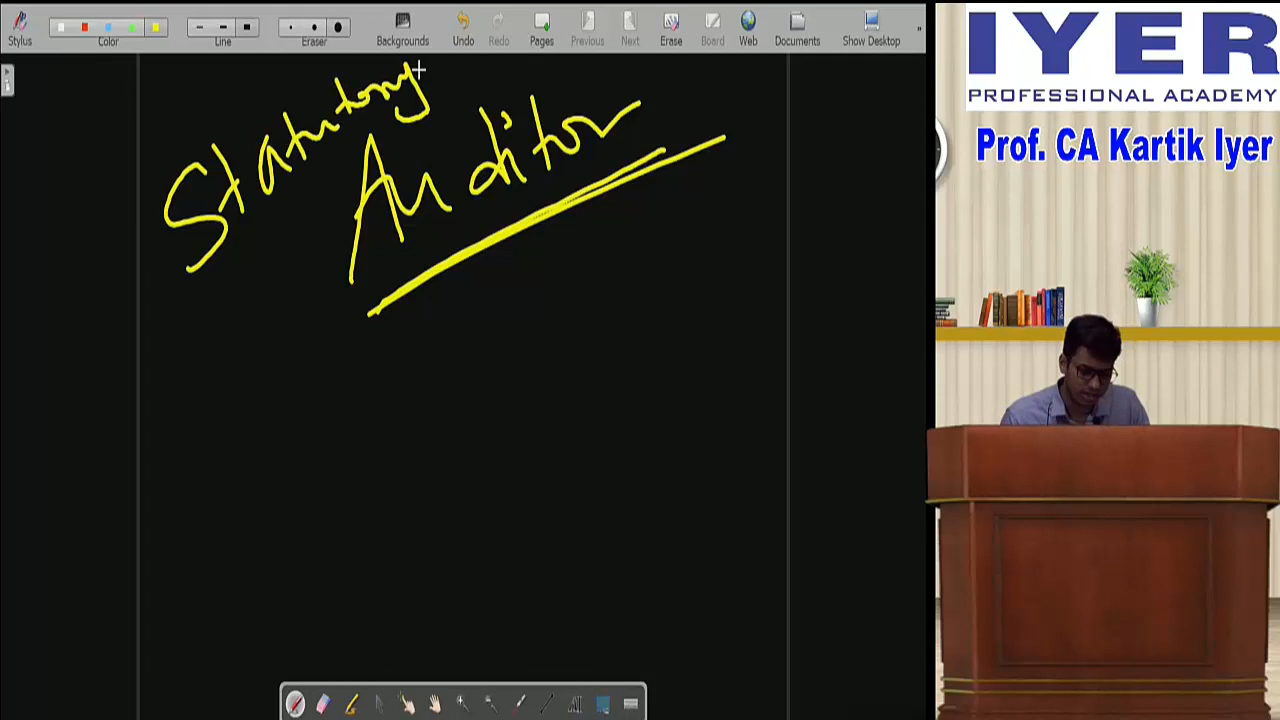 Stylus
Color
Line
Eraser
Backgrounds
Undo
Redo
Pages
Previous
Next
Erase
Board
Web
Documents
Show Desktop
Statutory
Auditor
IYER
PROFESSIONAL ACADEMY
Prof. CA Kartik Iyer